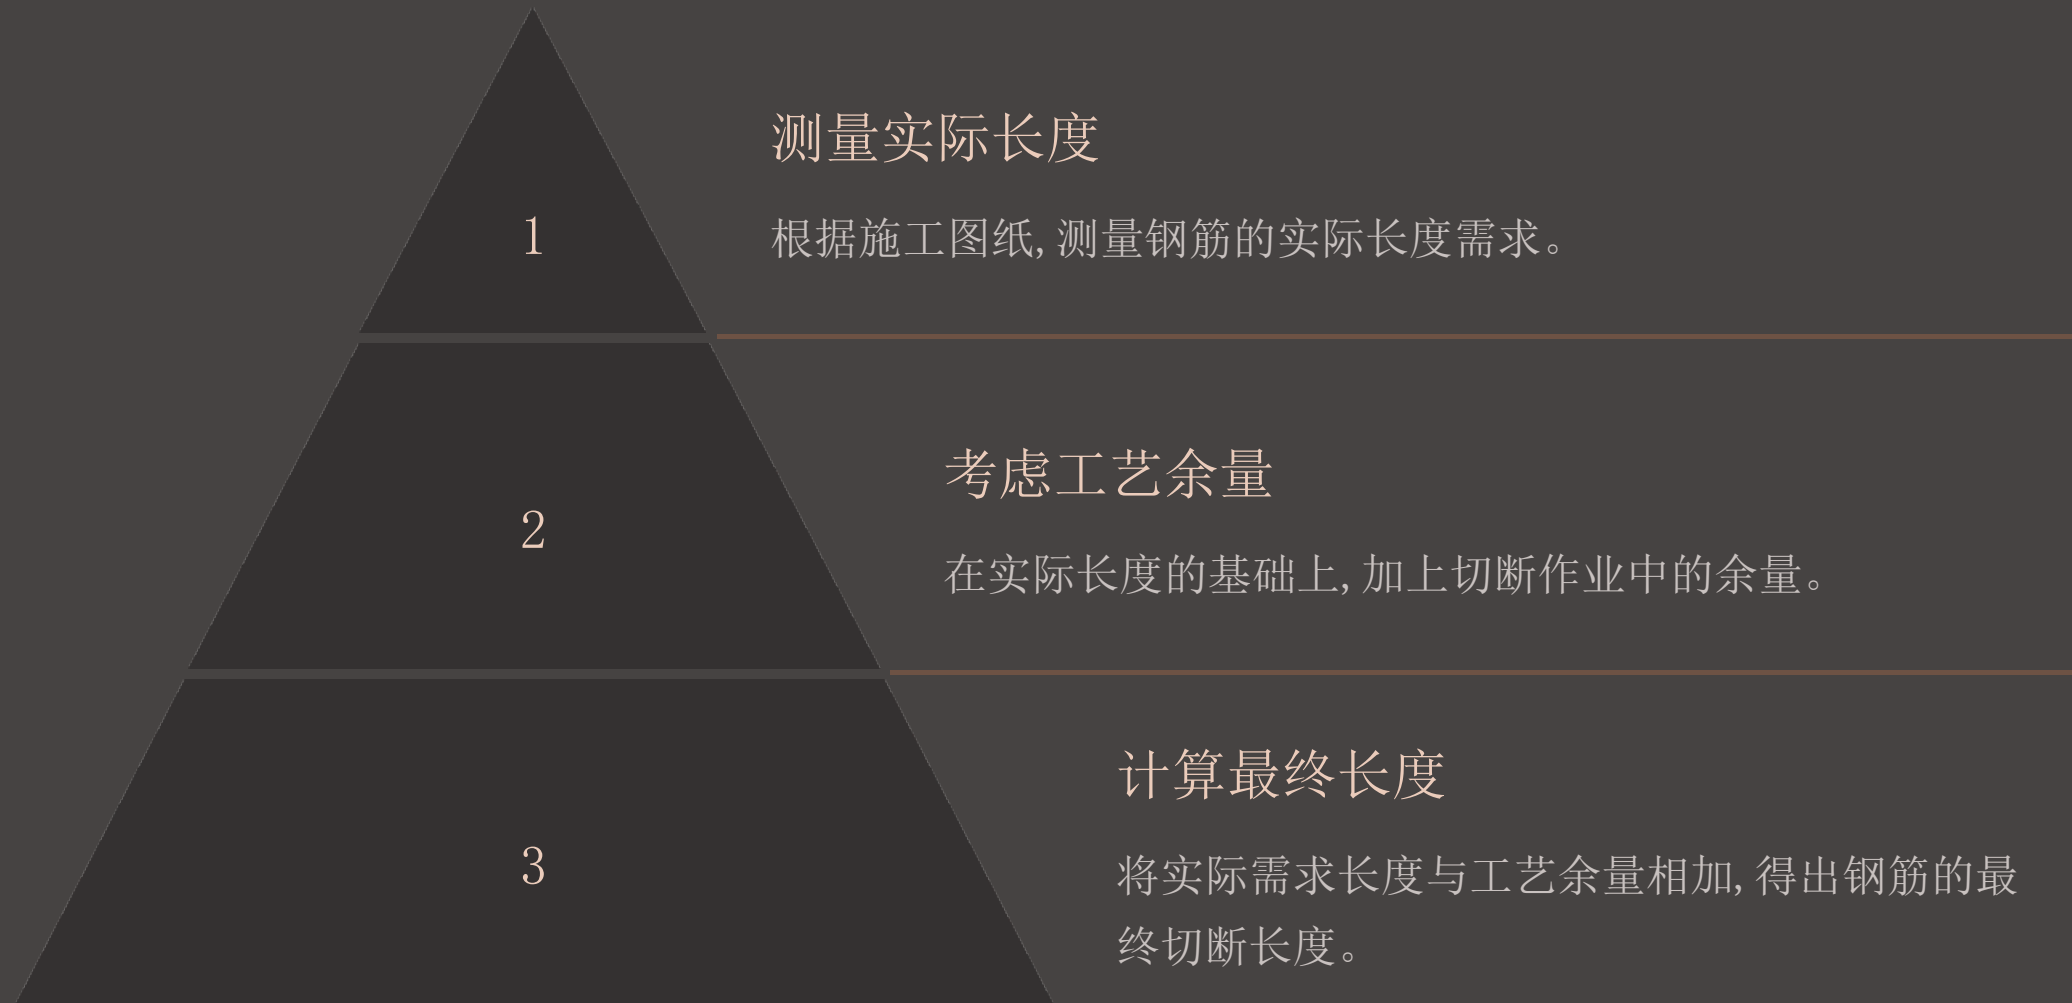 测量实际长度
1
根据施工图纸,测量钢筋的实际长度需求。
考虑工艺余量
2
在实际长度的基础上,加上切断作业中的余量。
计算最终长度
3
将实际需求长度与工艺余量相加,得出钢筋的最
终切断长度。